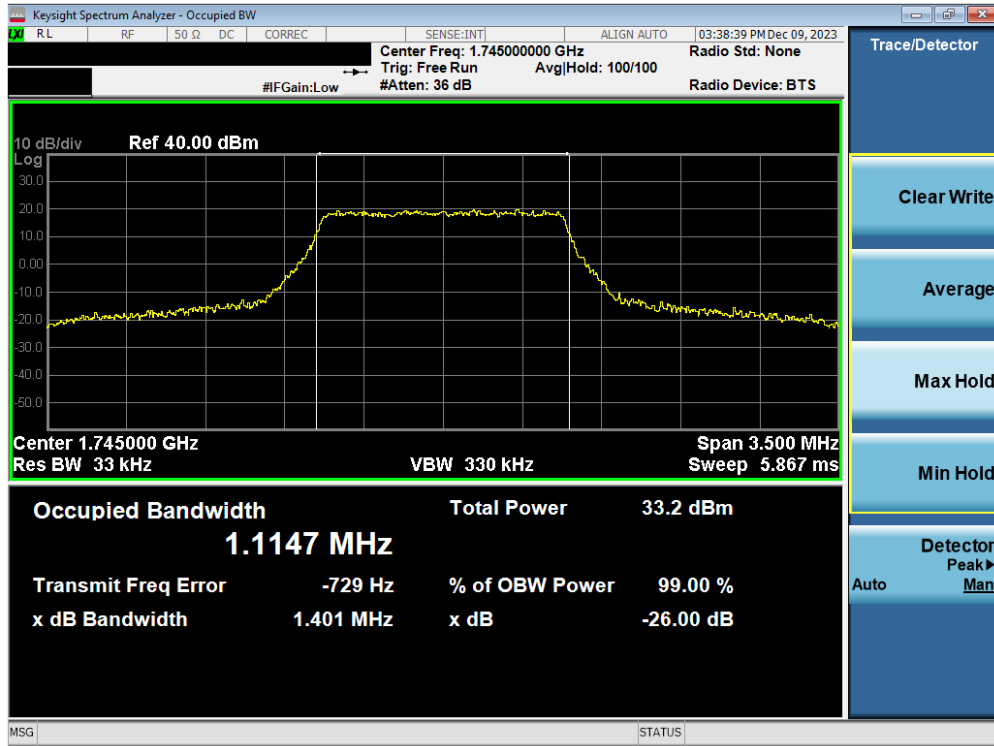 Keysight Spectrum Analyzer - Occupied BW
LXI RL RF 50 Ω DC CORREC SENSE:INT ALIGN AUTO 03:38:39 PM Dec 09, 2023
Center Freq: 1.745000000 GHz Radio Std: None
Trig: Free Run Avg|Hold: 100/100
#IFGain:Low #Atten: 36 dB Radio Device: BTS
Trace/Detector
10 dB/div Ref 40.00 dBm
Log
30.0
20.0
10.0
0.00
-10.0
-20.0
-30.0
-40.0
-50.0
Center 1.745000 GHz Span 3.500 MHz
Res BW 33 kHz VBW 330 kHz Sweep 5.867 ms
Occupied Bandwidth Total Power 33.2 dBm
1.1147 MHz
Transmit Freq Error -729 Hz % of OBW Power 99.00 %
x dB Bandwidth 1.401 MHz x dB -26.00 dB
Clear Write
Average
Max Hold
Min Hold
Detector
Peak▶
Auto Man
MSG STATUS